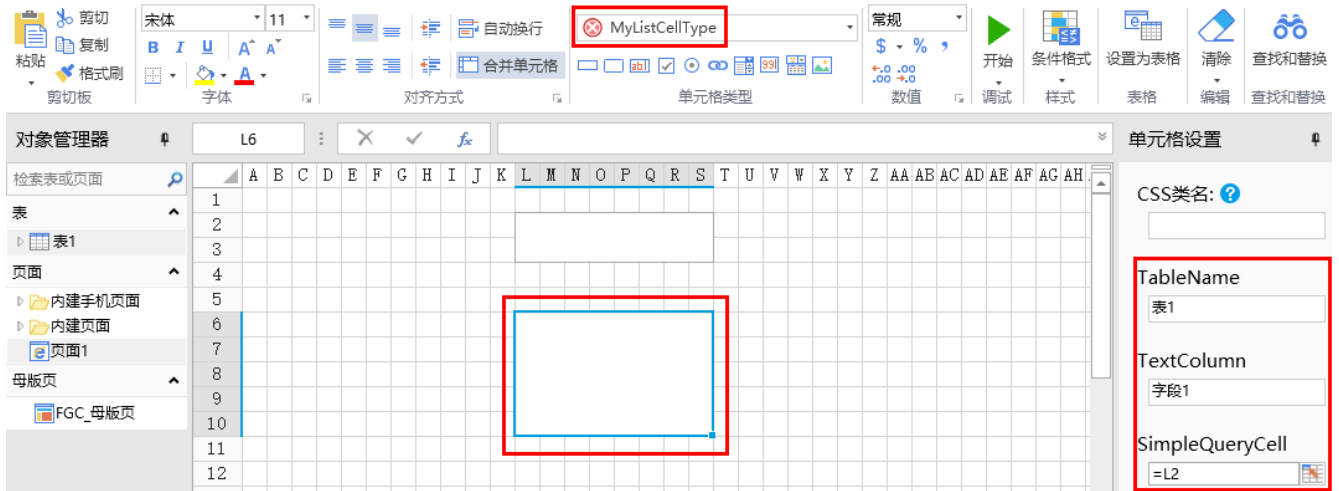 剪切
宋体
11
自动换行
MyListCellType
常规
粘贴
复制
B I U A A
$ %
开始
条件格式
设置为表格
清除
查找和替换
格式刷
A
合并单元格
ab
99
.0 .00
.00 .0
剪切板
字体
对齐方式
单元格类型
数值
调试
样式
表格
编辑
查找和替换
对象管理器
L6
fx
单元格设置
检索表或页面
A B C D E F G H I J K L M N O P Q R S T U V W X Y Z AA AB AC AD AE AF AG AH
CSS类名:
表
1
表1
2
3
页面
4
TableName
内建手机页面
5
表1
内建页面
6
页面1
7
TextColumn
母版页
8
字段1
FGC_母版页
9
10
SimpleQueryCell
11
=L2
12